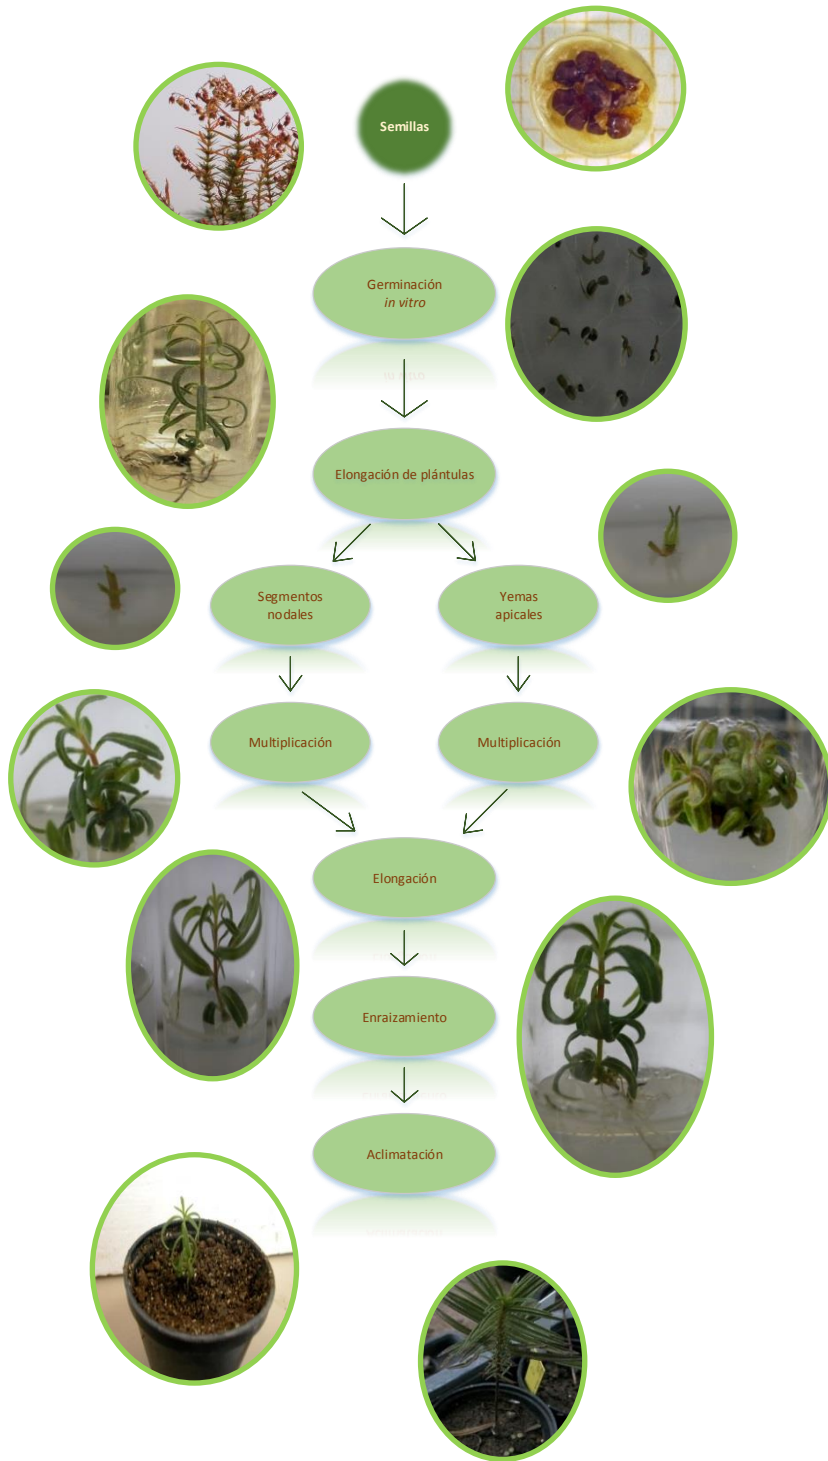 Semillas
Germinación
in vitro
Elongación de plántulas
Segmentos
nodales
Yemas
apicales
Multiplicación
Multiplicación
Elongación
Enraizamiento
Aclimatación